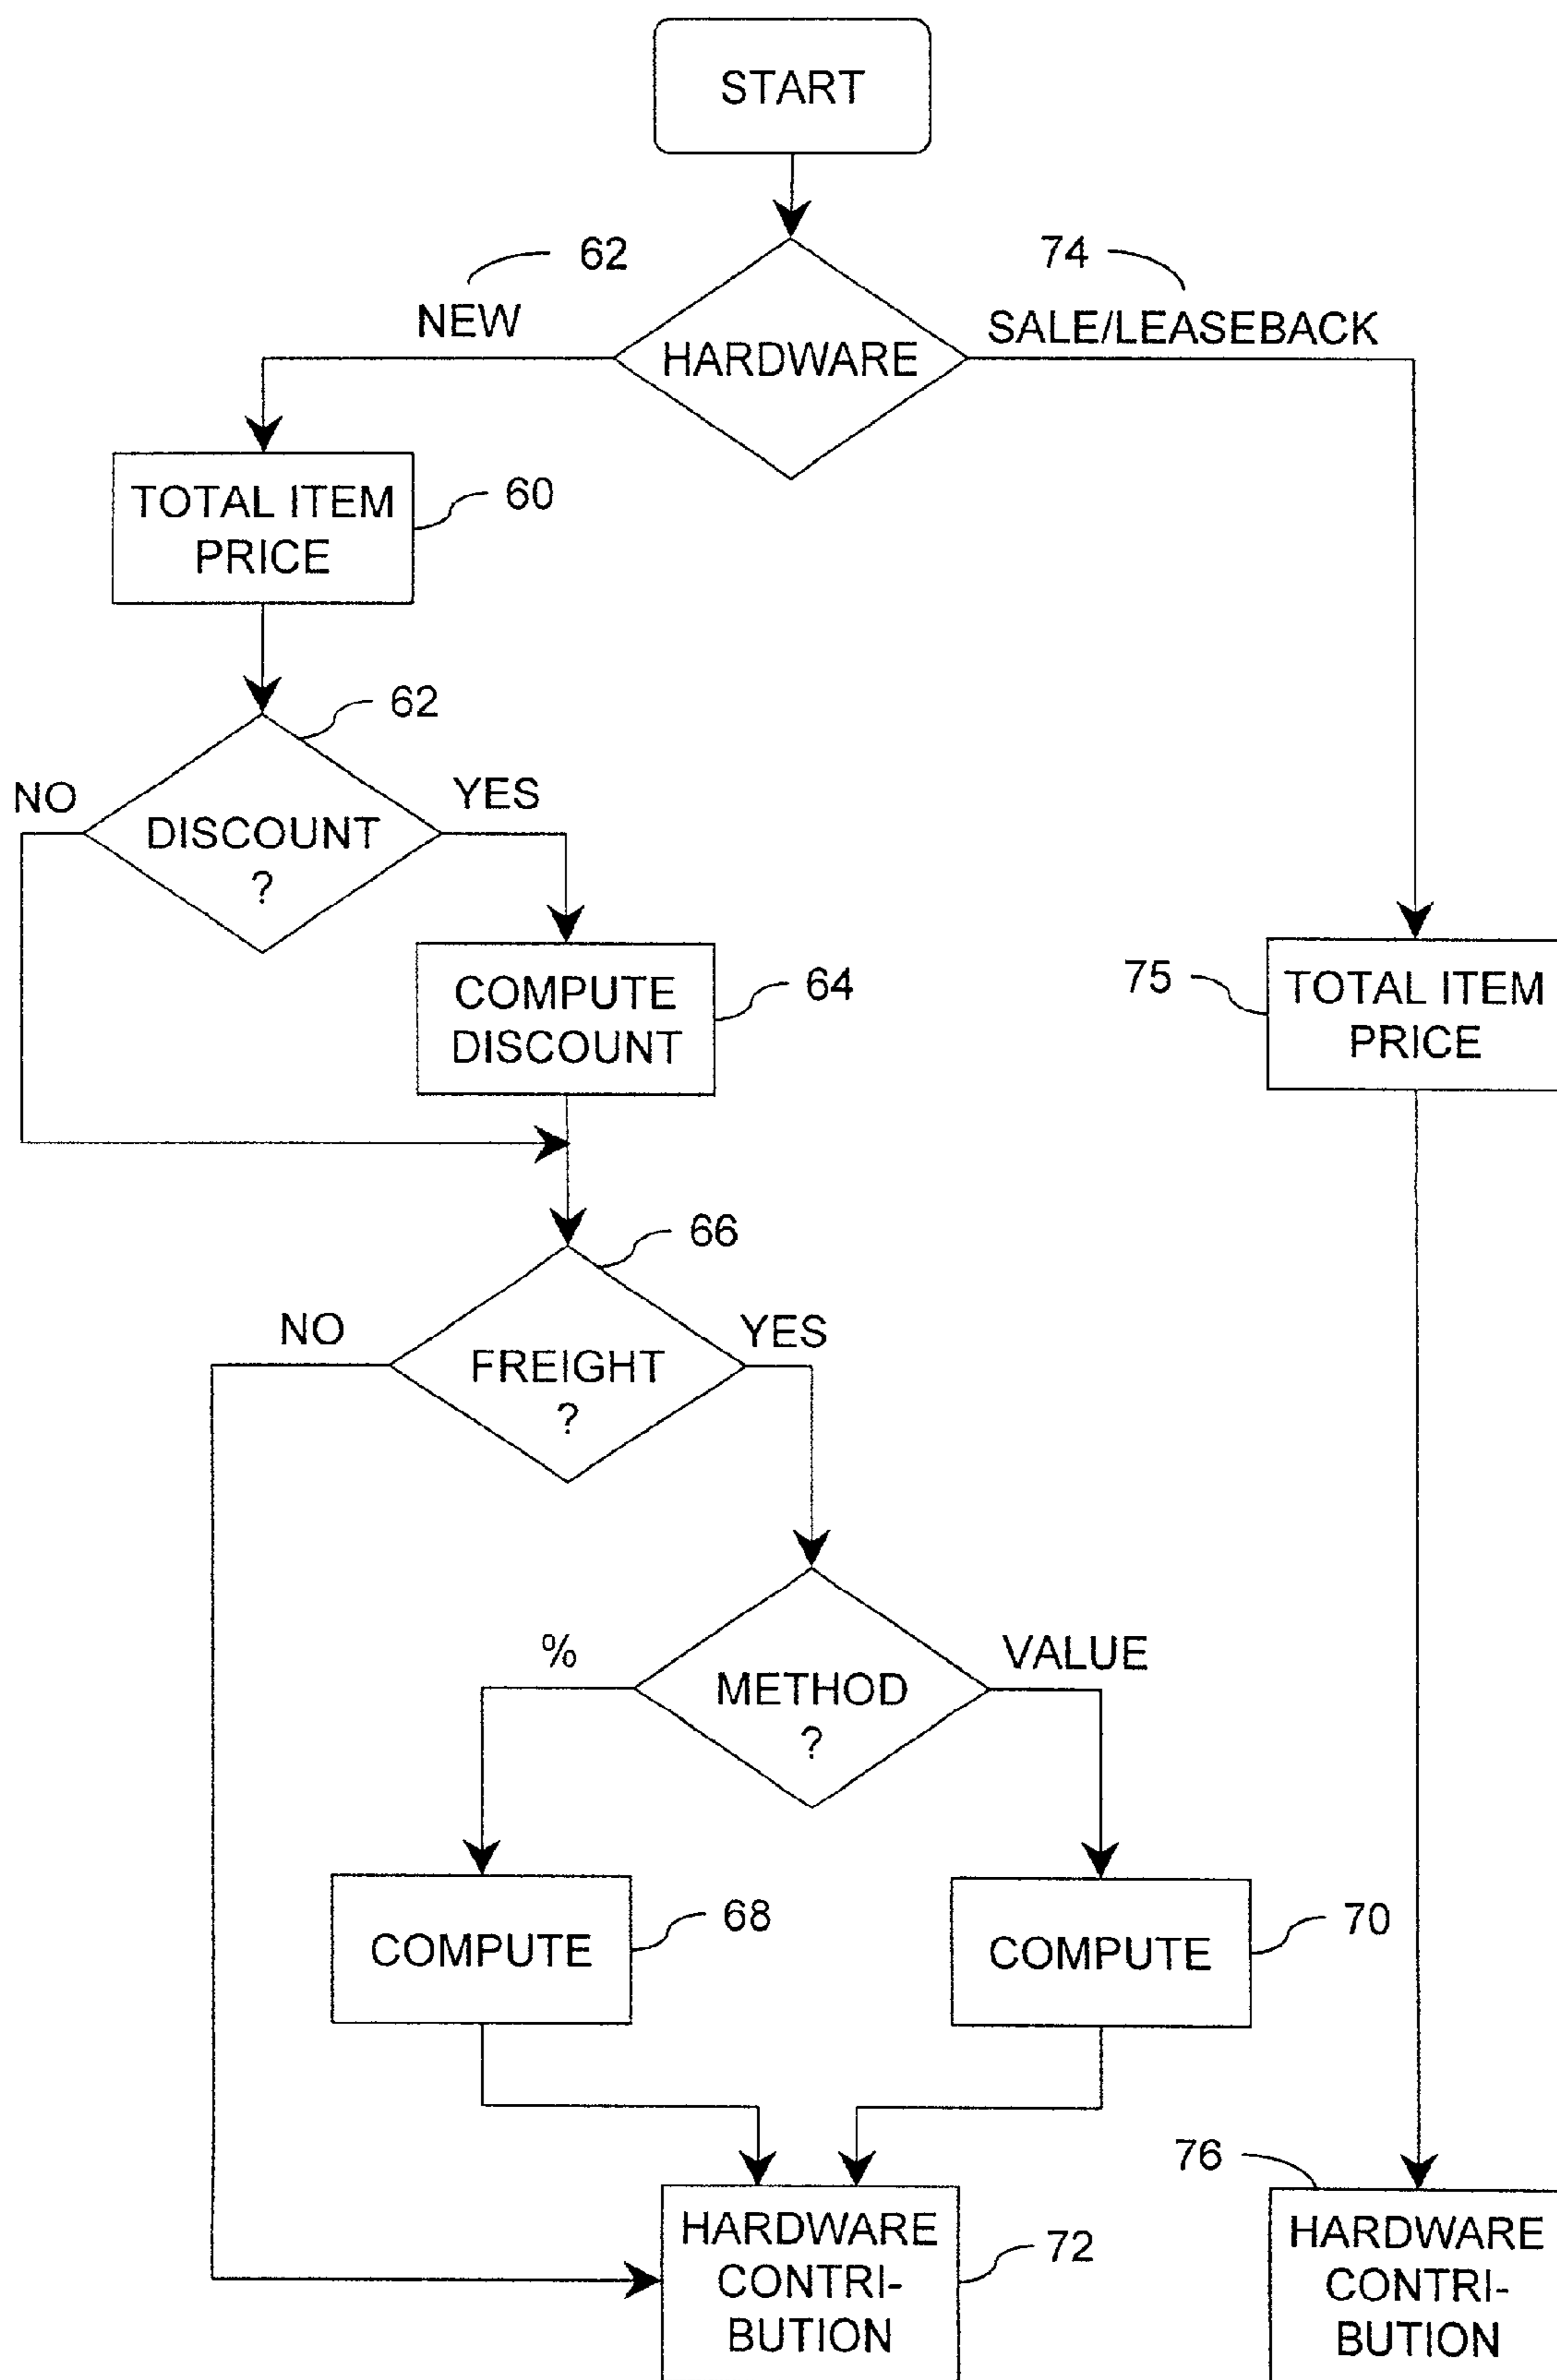 START
62
74
NEW
SALE/LEASEBACK
HARDWARE
TOTAL ITEM
PRICE
60
62
NO
YES
DISCOUNT
?
COMPUTE
DISCOUNT
64
75
TOTAL ITEM
PRICE
66
NO
YES
FREIGHT
?
%
VALUE
METHOD
?
COMPUTE
68
COMPUTE
70
HARDWARE
CONTRI-
BUTION
72
76
HARDWARE
CONTRI-
BUTION